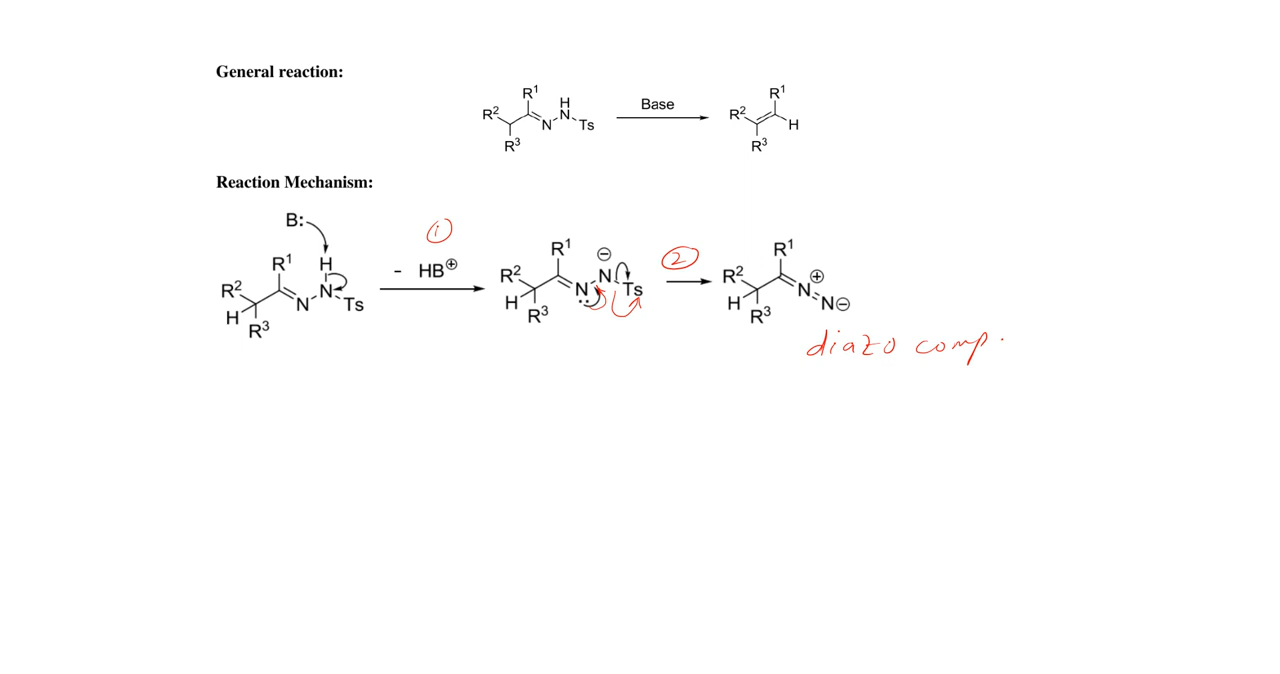 General reaction:
R¹ R² R³ N H N Ts Base R¹ R² R³ H
Reaction Mechanism:
B: H R¹ R² H R³ N N Ts
①
- HB⊕
R¹ R² H R³ N ⊖ N Ts
②
R¹ R² H R³ N ⊕ N ⊖
diazo comp.